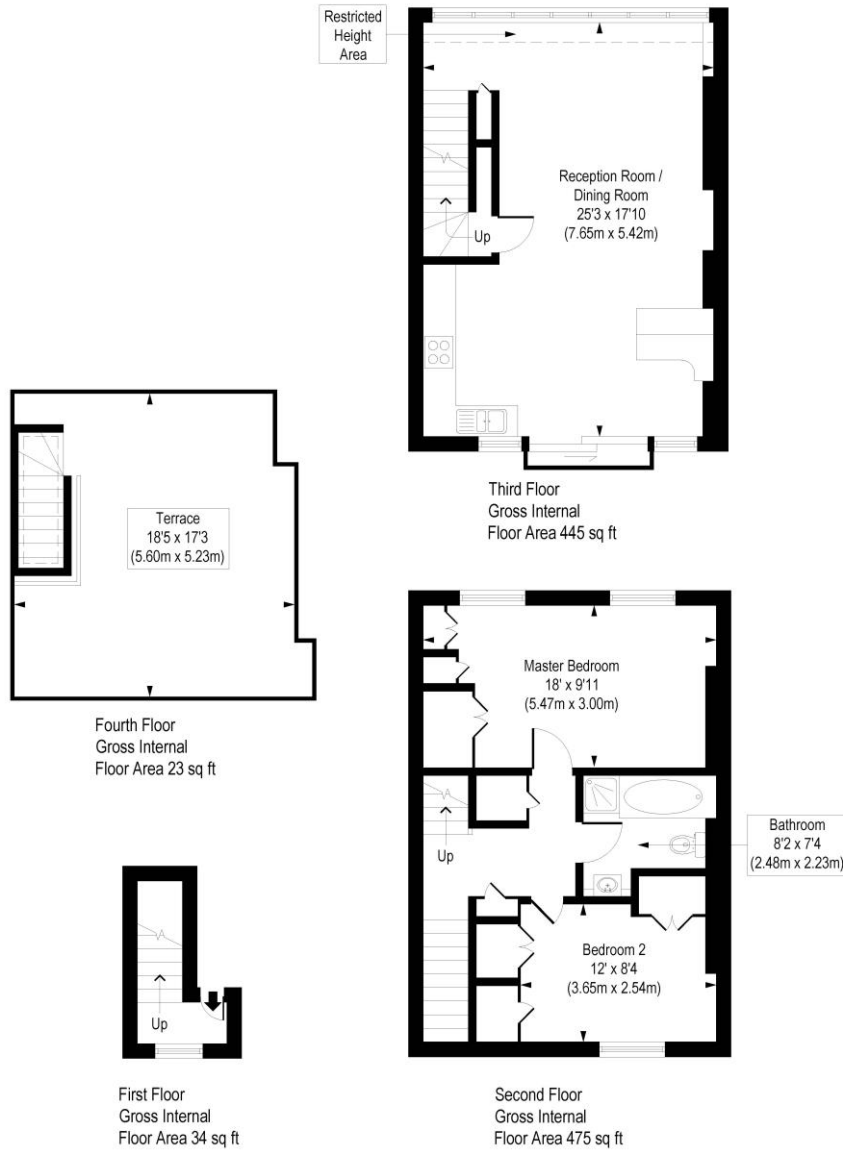 Restricted
Height
Area
Reception Room /
Dining Room
25'3 x 17'10
(7.65m x 5.42m)
Up
Third Floor
Gross Internal
Floor Area 445 sq ft
Terrace
18'5 x 17'3
(5.60m x 5.23m)
Fourth Floor
Gross Internal
Floor Area 23 sq ft
Master Bedroom
18' x 9'11
(5.47m x 3.00m)
Up
Bathroom
8'2 x 7'4
(2.48m x 2.23m)
Bedroom 2
12' x 8'4
(3.65m x 2.54m)
Up
First Floor
Gross Internal
Floor Area 34 sq ft
Second Floor
Gross Internal
Floor Area 475 sq ft